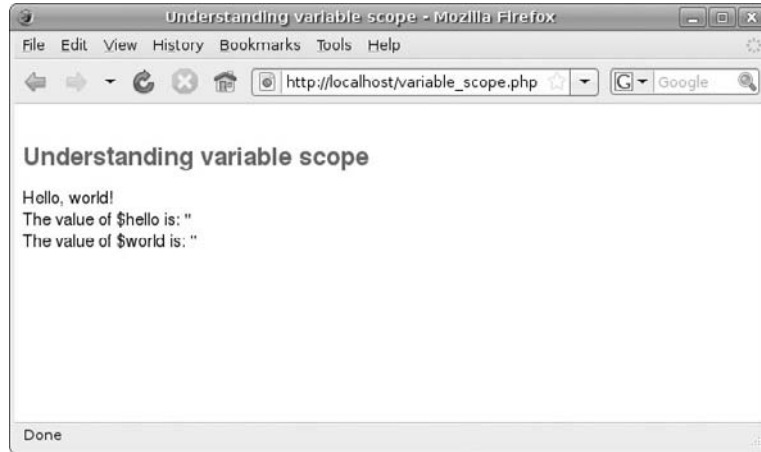 Understanding variable scope - Mozilla Firefox
File Edit View History Bookmarks Tools Help
http://localhost/variable_scope.php G Google
Understanding variable scope
Hello, world!
The value of $hello is: ''
The value of $world is: ''
Done